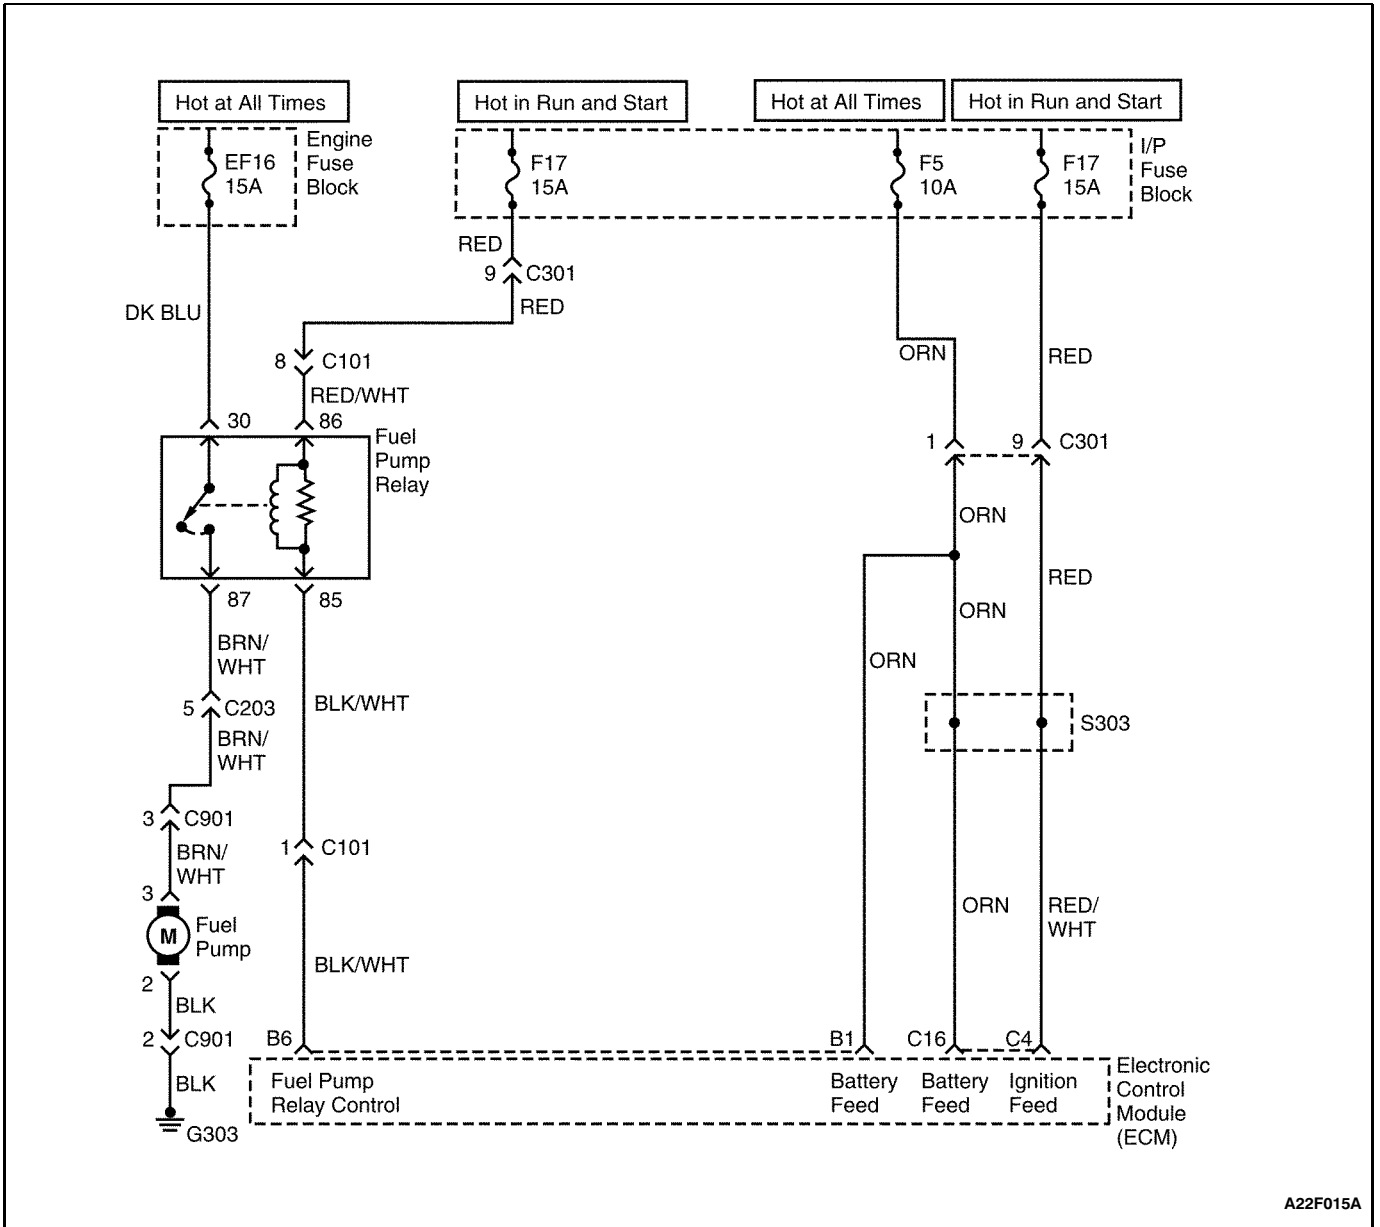 Hot at All Times
Hot in Run and Start
Hot at All Times
Hot in Run and Start
EF16
15A
Engine
Fuse
Block
F17
15A
F5
10A
F17
15A
I/P
Fuse
Block
RED
9 C301
RED
DK BLU
8 C101
RED/WHT
ORN
RED
30
86
Fuel
Pump
Relay
1
9 C301
ORN
RED
ORN
ORN
87
85
BRN/
WHT
BLK/WHT
5 C203
BRN/
WHT
S303
3 C901
1 C101
BRN/
WHT
3
M
Fuel
Pump
ORN
RED/
WHT
BLK/WHT
2
BLK
2 C901
BLK
G303
B6
B1
C16
C4
Fuel Pump
Relay Control
Battery
Feed
Battery
Feed
Ignition
Feed
Electronic
Control
Module
(ECM)
A22F015A